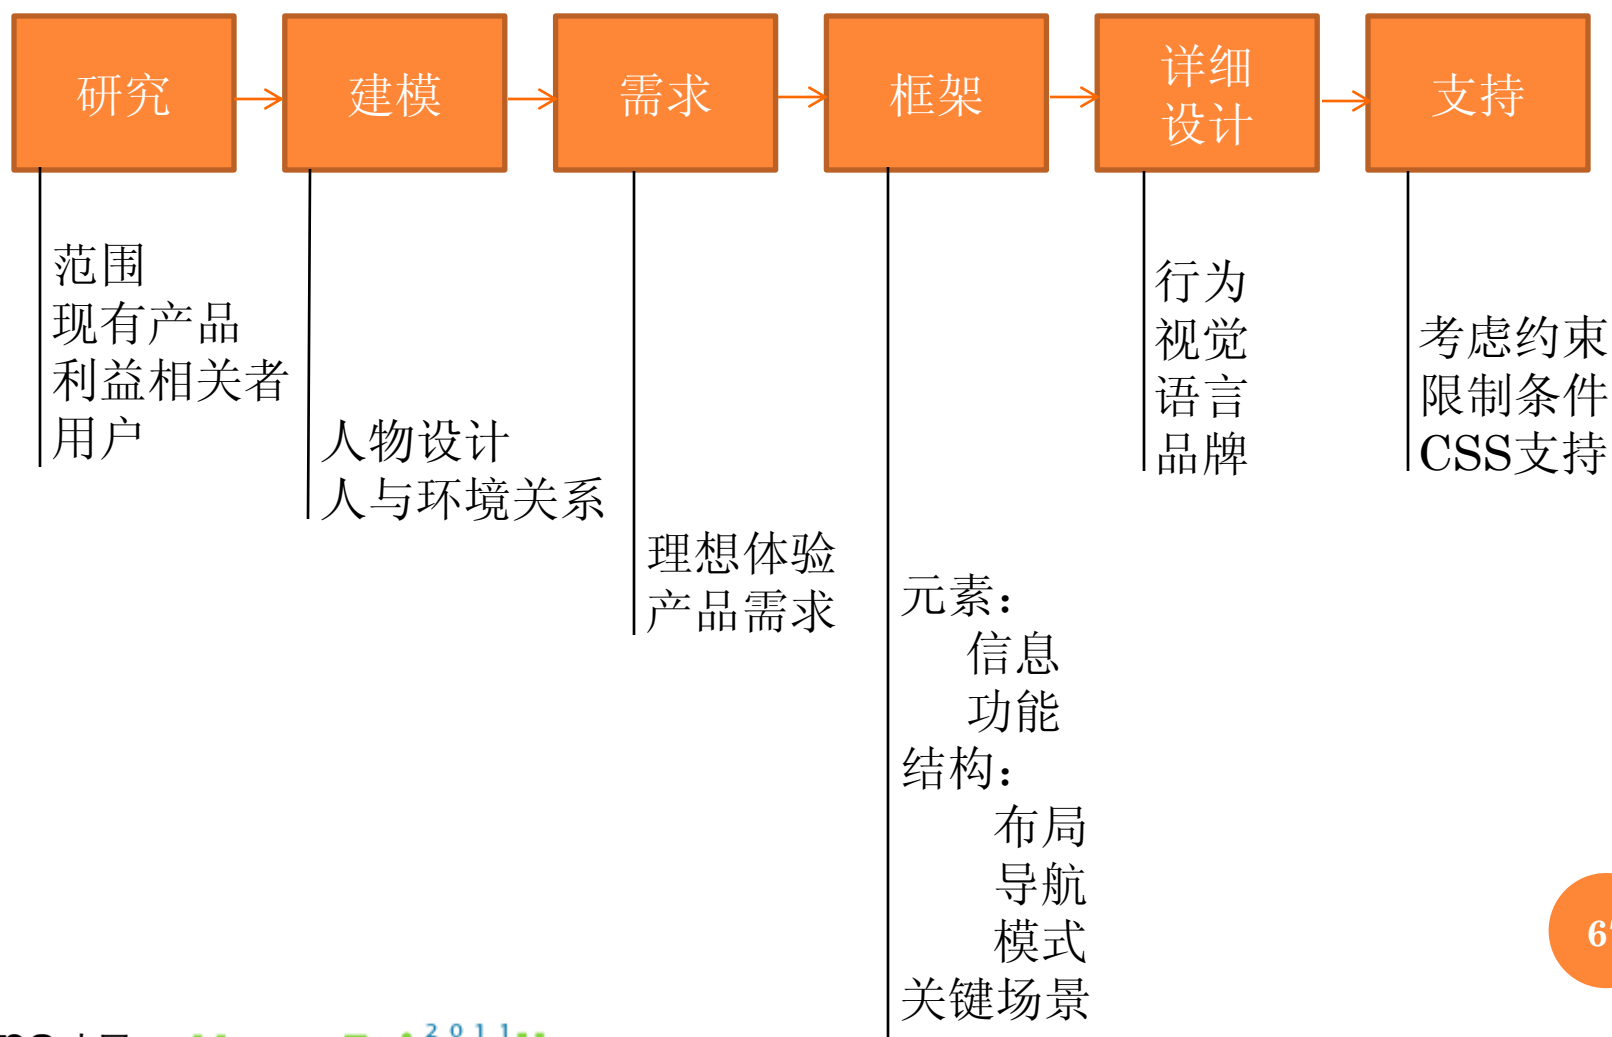 研究
建模
需求
框架
详细
设计
支持
范围
现有产品
利益相关者
用户
人物设计
人与环境关系
理想体验
产品需求
元素：
信息
功能
结构：
布局
导航
模式
关键场景
行为
视觉
语言
品牌
考虑约束
限制条件
CSS支持
2011